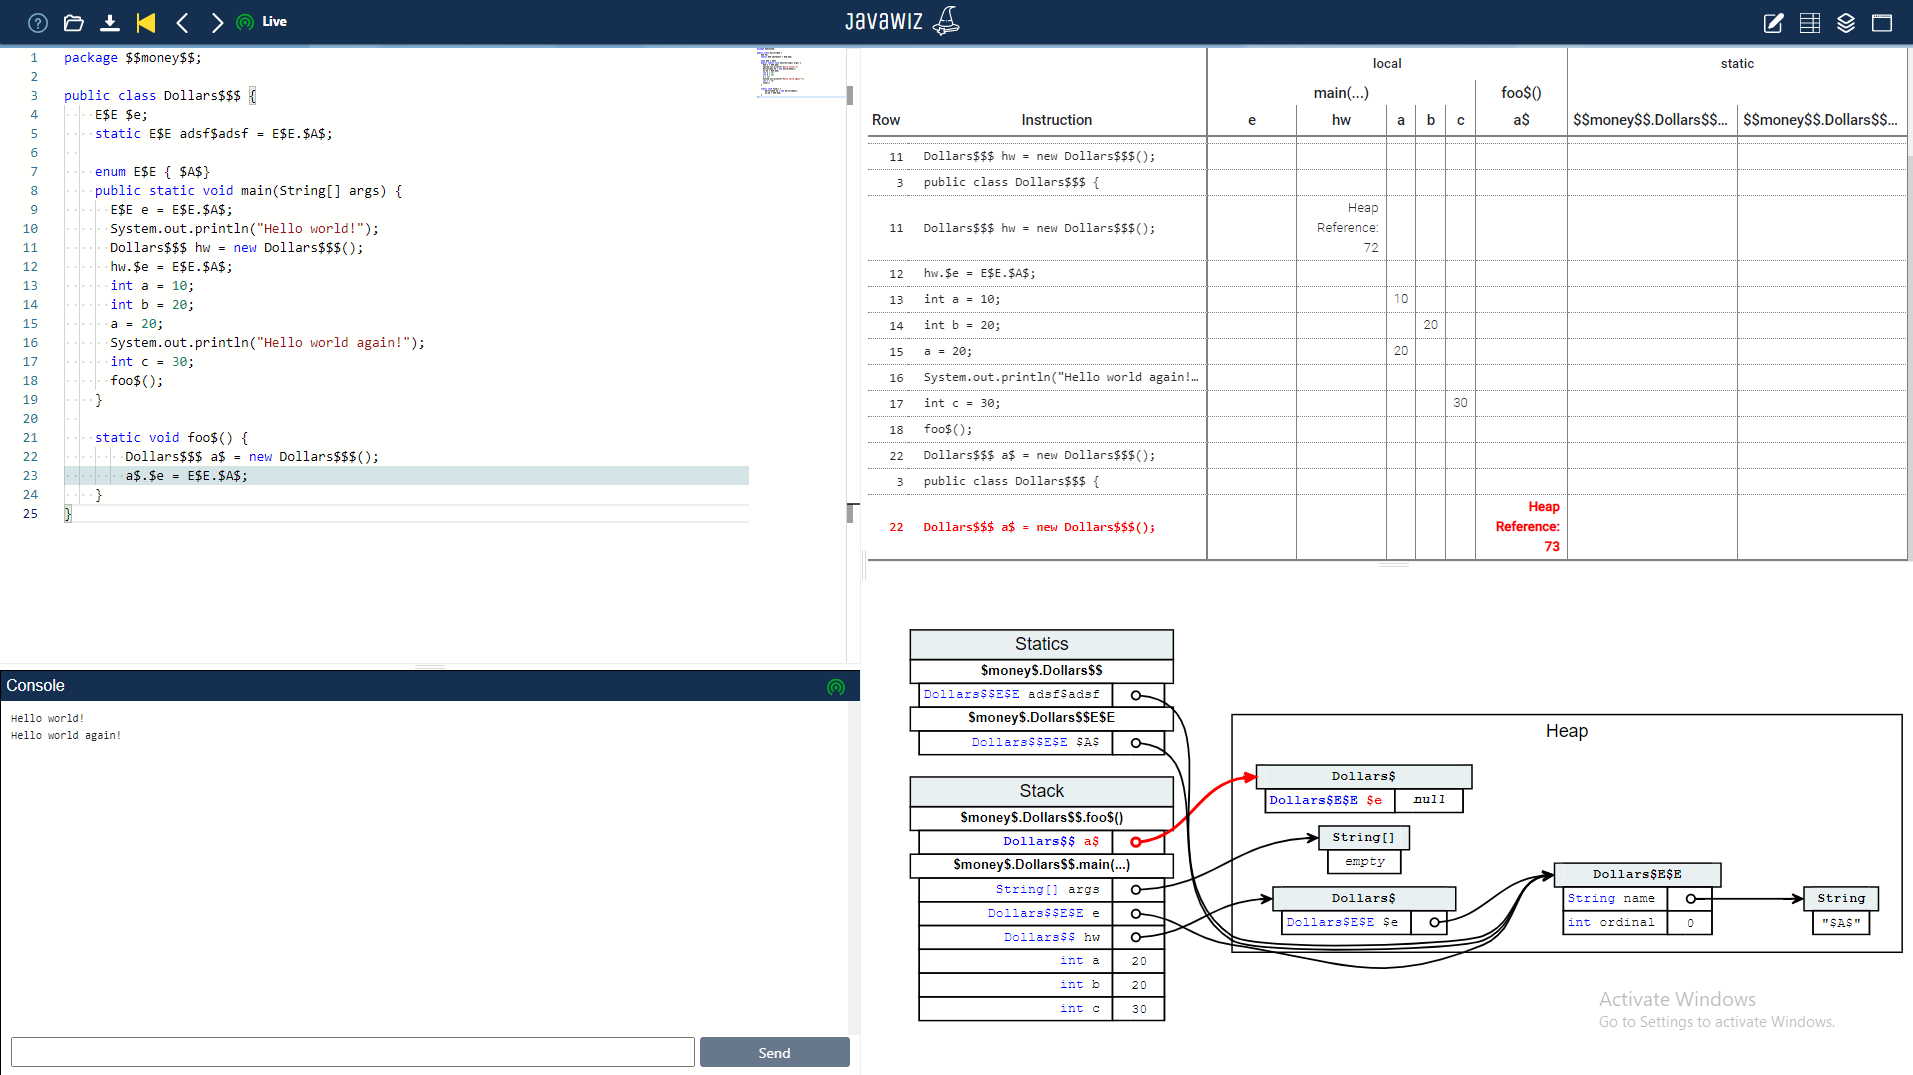 ? Live
Javawiz
1 package $$money$$;
2
3 public class Dollars$$$ {
4 E$E $e;
5 static E$E adsf$adsf = E$E.$A$;
6
7 enum E$E { $A$}
8 public static void main(String[] args) {
9 E$E e = E$E.$A$;
10 System.out.println("Hello world!");
11 Dollars$$$ hw = new Dollars$$$();
12 hw.$e = E$E.$A$;
13 int a = 10;
14 int b = 20;
15 a = 20;
16 System.out.println("Hello world again!");
17 int c = 30;
18 foo$();
19 }
20
21 static void foo$() {
22 Dollars$$$ a$ = new Dollars$$$();
23 a$.$e = E$E.$A$;
24 }
25 }
Console
Hello world!
Hello world again!
Send
local static
main(...) foo$()
Row Instruction e hw a b c a$ $$money$$.Dollars$$... $$money$$.Dollars$$...
11 Dollars$$$ hw = new Dollars$$$();
3 public class Dollars$$$ {
11 Dollars$$$ hw = new Dollars$$$(); Heap Reference: 72
12 hw.$e = E$E.$A$;
13 int a = 10; 10
14 int b = 20; 20
15 a = 20; 20
16 System.out.println("Hello world again!...
17 int c = 30; 30
18 foo$();
22 Dollars$$$ a$ = new Dollars$$$();
3 public class Dollars$$$ {
22 Dollars$$$ a$ = new Dollars$$$(); Heap Reference: 73
Statics
$money$.Dollars$$
Dollars$$E$E adsf$adsf
$money$.Dollars$$E$E
Dollars$$E$E $A$
Stack
$money$.Dollars$$.foo$()
Dollars$$ a$
$money$.Dollars$$.main(...)
String[] args
Dollars$$E$E e
Dollars$$ hw
int a 20
int b 20
int c 30
Heap
Dollars$
Dollars$E$E $e null
String[]
empty
Dollars$
Dollars$E$E $e
Dollars$E$E
String name
int ordinal 0
String
"$A$"
Activate Windows
Go to Settings to activate Windows.